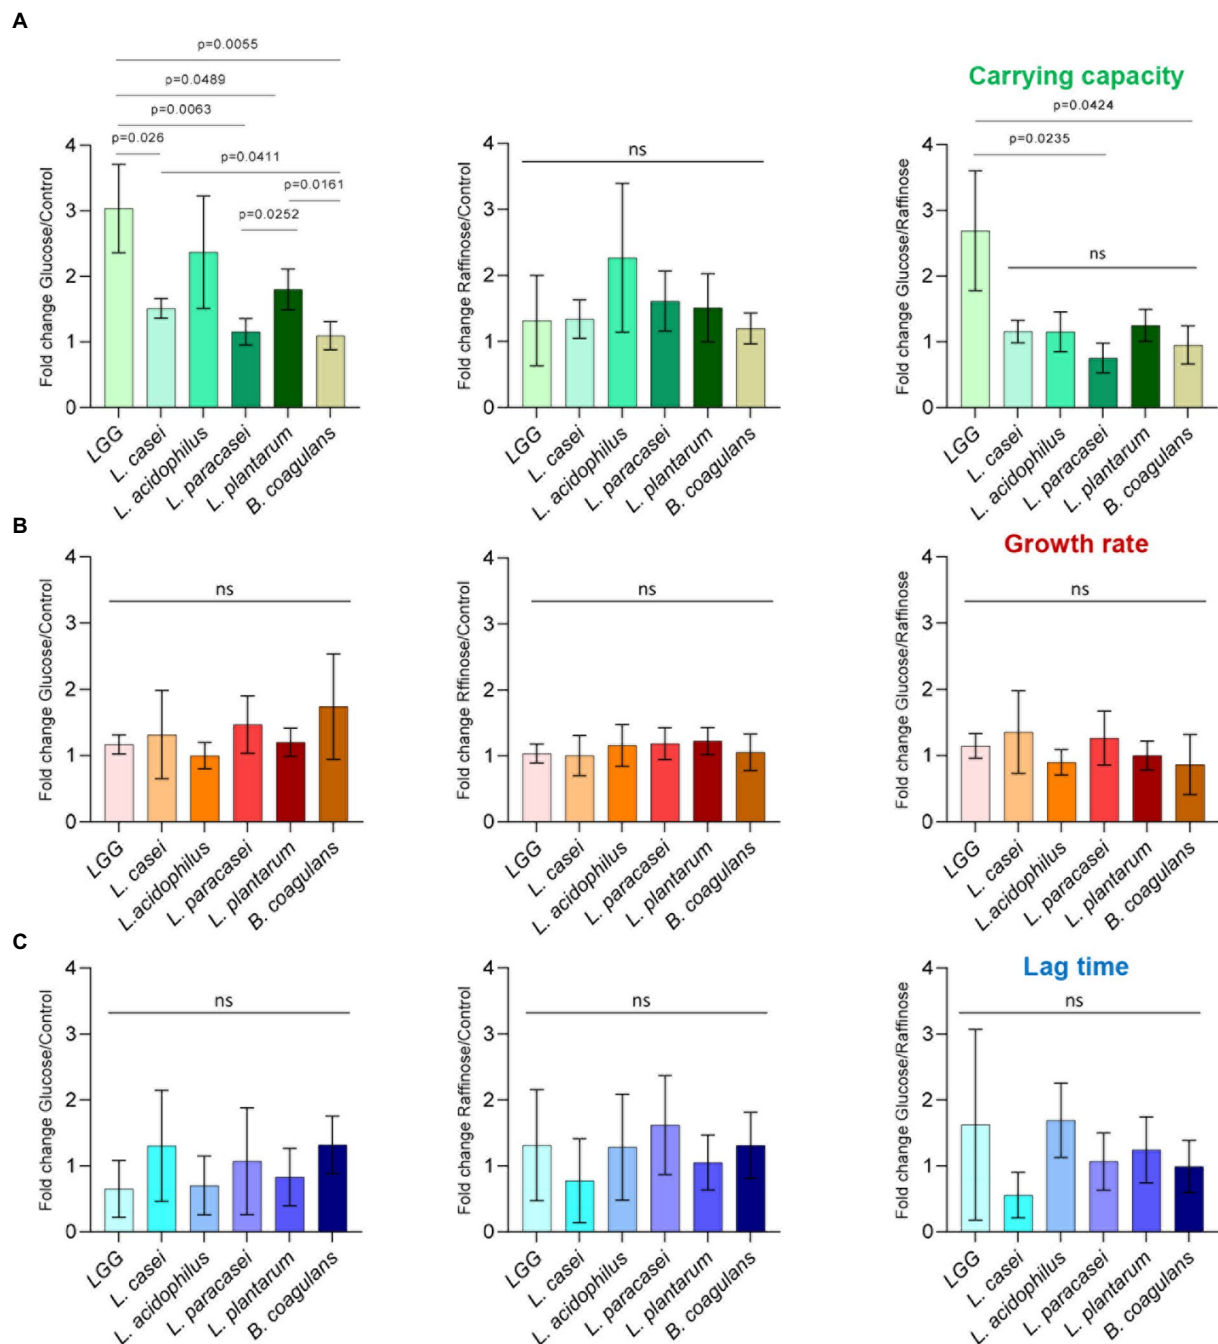 A
p=0.0055
p=0.0489
p=0.0063
p=0.026
p=0.0411
p=0.0161
p=0.0252
Fold change Glucose/Control
4
3
2
1
0
LGG
L. casei
L. acidophilus
L. paracasei
L. plantarum
B. coagulans
ns
Fold change Raffinose/Control
4
3
2
1
0
LGG
L. casei
L. acidophilus
L. paracasei
L. plantarum
B. coagulans
Carrying capacity
p=0.0424
p=0.0235
ns
Fold change Glucose/Raffinose
4
3
2
1
0
LGG
L. casei
L. acidophilus
L. paracasei
L. plantarum
B. coagulans
B
ns
Fold change Glucose/Control
4
3
2
1
0
LGG
L. casei
L.acidophilus
L. paracasei
L. plantarum
B. coagulans
ns
Fold change Rffinose/Control
4
3
2
1
0
LGG
L. casei
L. acidophilus
L. paracasei
L. plantarum
B. coagulans
Growth rate
ns
Fold change Glucose/Raffinose
4
3
2
1
0
LGG
L. casei
L. acidophilus
L. paracasei
L. plantarum
B. coagulans
C
ns
Fold change Glucose/Control
4
3
2
1
0
LGG
L. casei
L. acidophilus
L. paracasei
L. plantarum
B. coagulans
ns
Fold change Raffinose/Control
4
3
2
1
0
LGG
L. casei
L. acidophilus
L. paracasei
L. plantarum
B. coagulans
Lag time
ns
Fold change Glucose/Raffinose
4
3
2
1
0
LGG
L. casei
L. acidophilus
L. paracasei
L. plantarum
B. coagulans